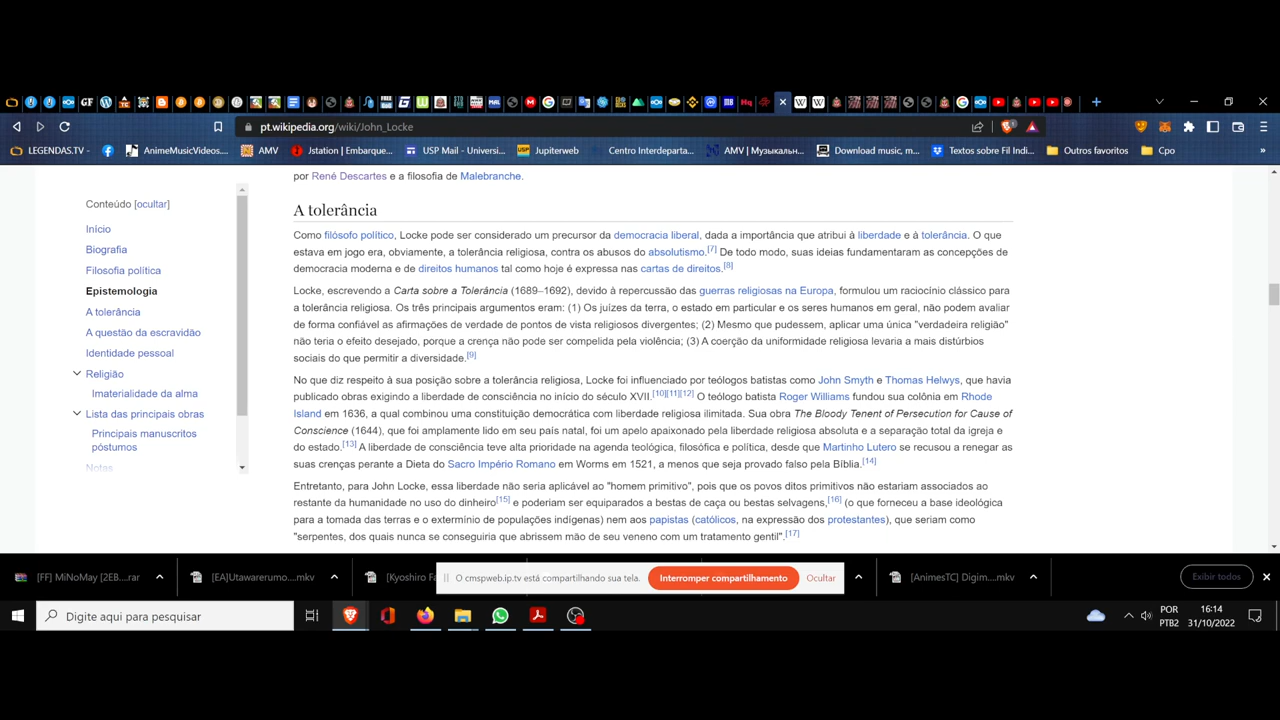 pt.wikipedia.org/wiki/John_Locke
LEGENDAS.TV - AnimeMusicVideos... AMV Jstation | Embarque... USP Mail - Universi... Jupiterweb Centro Interdeparta... AMV | Музыкальн... Download music, m... Textos sobre Fil Indi... Outros favoritos Cpo
por René Descartes e a filosofia de Malebranche.
Conteúdo [ocultar]
Início
Biografia
Filosofia política
Epistemologia
A tolerância
A questão da escravidão
Identidade pessoal
Religião
Materialidade da alma
Lista das principais obras
Principais manuscritos
póstumos
Notas
A tolerância
Como filósofo político, Locke pode ser considerado um precursor da democracia liberal, dada a importância que atribui à liberdade e à tolerância. O que
estava em jogo era, obviamente, a tolerância religiosa, contra os abusos do absolutismo.[7] De todo modo, suas ideias fundamentaram as concepções de
democracia moderna e de direitos humanos tal como hoje é expressa nas cartas de direitos.[8]
Locke, escrevendo a Carta sobre a Tolerância (1689–1692), devido à repercussão das guerras religiosas na Europa, formulou um raciocínio clássico para
a tolerância religiosa. Os três principais argumentos eram: (1) Os juízes da terra, o estado em particular e os seres humanos em geral, não podem avaliar
de forma confiável as afirmações de verdade de pontos de vista religiosos divergentes; (2) Mesmo que pudessem, aplicar uma única "verdadeira religião"
não teria o efeito desejado, porque a crença não pode ser compelida pela violência; (3) A coerção da uniformidade religiosa levaria a mais distúrbios
sociais do que permitir a diversidade.[9]
No que diz respeito à sua posição sobre a tolerância religiosa, Locke foi influenciado por teólogos batistas como John Smyth e Thomas Helwys, que havia
publicado obras exigindo a liberdade de consciência no início do século XVII.[10][11][12] O teólogo batista Roger Williams fundou sua colônia em Rhode
Island em 1636, a qual combinou uma constituição democrática com liberdade religiosa ilimitada. Sua obra The Bloody Tenent of Persecution for Cause of
Conscience (1644), que foi amplamente lido em seu país natal, foi um apelo apaixonado pela liberdade religiosa absoluta e a separação total da igreja e
do estado.[13] A liberdade de consciência teve alta prioridade na agenda teológica, filosófica e política, desde que Martinho Lutero se recusou a renegar as
suas crenças perante a Dieta do Sacro Império Romano em Worms em 1521, a menos que seja provado falso pela Bíblia.[14]
Entretanto, para John Locke, essa liberdade não seria aplicável ao "homem primitivo", pois que os povos ditos primitivos não estariam associados ao
restante da humanidade no uso do dinheiro[15] e poderiam ser equiparados a bestas de caça ou bestas selvagens,[16] (o que forneceu a base ideológica
para a tomada das terras e o extermínio de populações indígenas) nem aos papistas (católicos, na expressão dos protestantes), que seriam como
"serpentes, dos quais nunca se conseguiria que abrissem mão de seu veneno com um tratamento gentil".[17]
[FF] MiNoMay [2EB....rar [EA]Utawarerumo....mkv [Kyoshiro Fa O cmspweb.ip.tv está compartilhando sua tela. Interromper compartilhamento Ocultar [AnimesTC] Digim....mkv Exibir todos
Digite aqui para pesquisar
POR
PTB2
16:14
31/10/2022